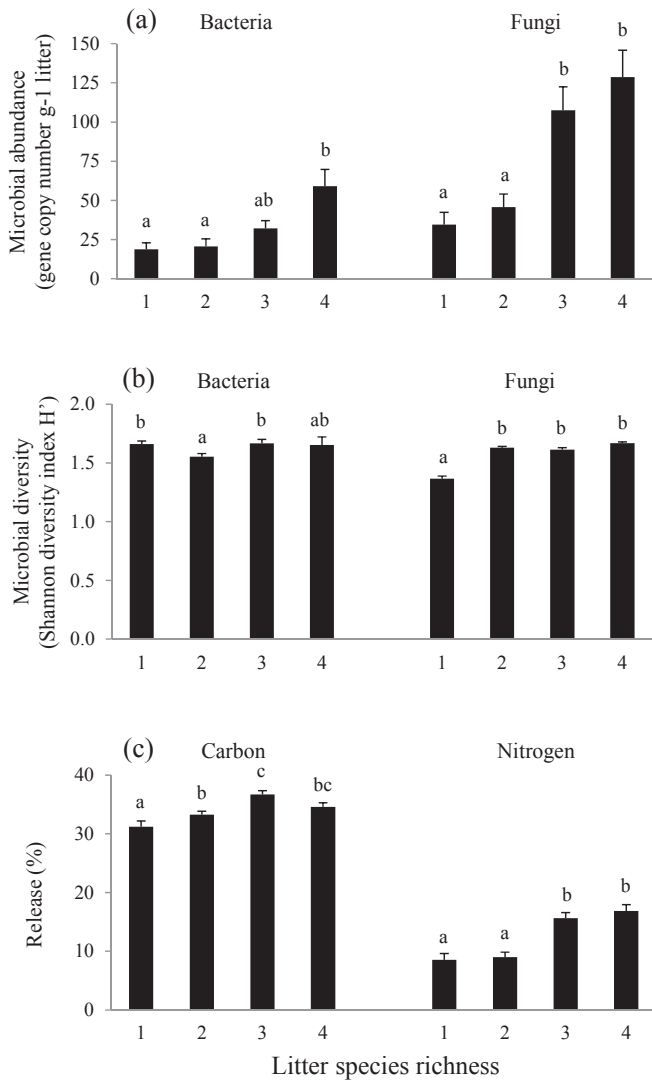 (a)
Bacteria
Fungi
Microbial abundance
(gene copy number g-1 litter)
150
125
100
75
50
25
0
a
a
ab
b
a
a
b
b
1
2
3
4
1
2
3
4
(b)
Bacteria
Fungi
Microbial diversity
(Shannon diversity index H’)
2.0
1.5
1.0
0.5
0.0
b
a
b
ab
a
b
b
b
1
2
3
4
1
2
3
4
(c)
Carbon
Nitrogen
Release (%)
40
30
20
10
0
a
b
c
bc
a
a
b
b
1
2
3
4
1
2
3
4
Litter species richness